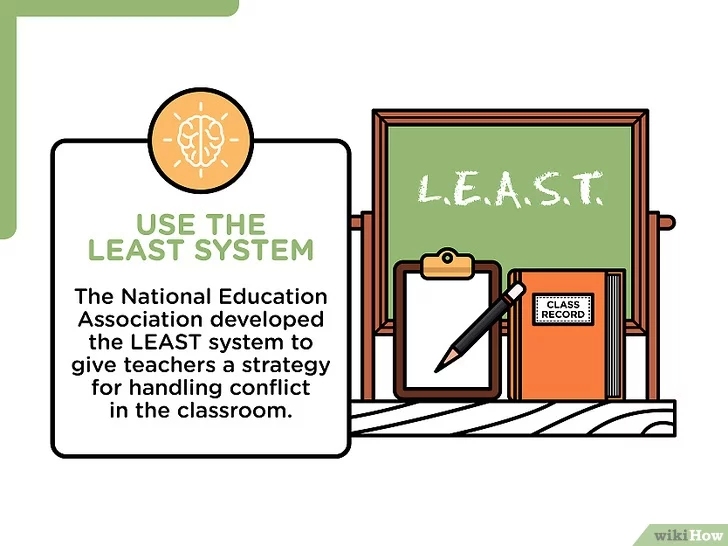 USE THE
LEAST SYSTEM
The National Education
Association developed
the LEAST system to
give teachers a strategy
for handling conflict
in the classroom.
L.E.A.S.T.
CLASS
RECORD
wikiHow